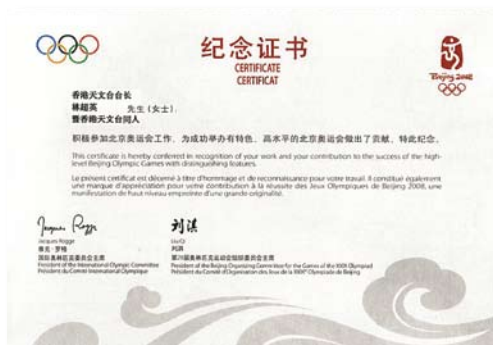 纪念证书
CERTIFICATE
CERTIFICAT
Beijing 2008
香港天文台台长
林超英 先生(女士)、
暨香港天文台同人
积极参加北京奥运会工作，为成功举办有特色、高水平的北京奥运会做出了贡献，特此纪念。
This certificate is hereby conferred in recognition of your work and your contribution to the success of the high-
level Beijing Olympic Games with distinguishing features.
Le présent certificat est décerné à titre d'hommage et de reconnaissance pour votre travail. Il constitue également
une marque d'appréciation pour votre contribution à la réussite des Jeux Olympiques de Beijing 2008, une
manifestation de haut niveau empreinte d'une grande originalité.
Jacques Rogge
刘淇
Jacques Rogge
雅克·罗格
国际奥林匹克委员会主席
President of the International Olympic Committee
Président du Comité International Olympique
Liu Qi
刘淇
第29届奥林匹克运动会组织委员会主席
President of the Beijing Organizing Committee for the Games of the XXIX Olympiad
Président du Comité d'Organisation des Jeux de la XXIXe Olympiade de Beijing